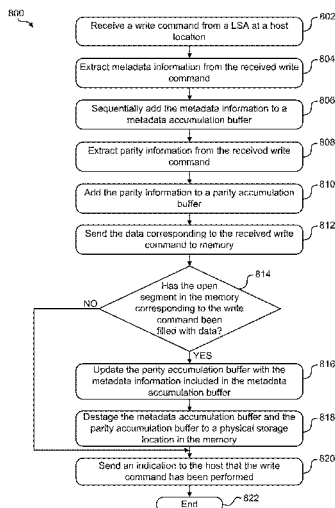 800
Receive a write command from a LSA at a host
location
802
Extract metadata information from the received write
command
804
Sequentially add the metadata information to a
metadata accumulation buffer
806
Extract parity information from the received write
command
808
Add the parity information to a parity accumulation
buffer
810
Send the data corresponding to the received write
command to memory
812
814
Has the open
segment in the memory
corresponding to the write
command been
filled with data?
NO
YES
Update the parity accumulation buffer with the
metadata information included in the metadata
accumulation buffer
816
Destage the metadata accumulation buffer and the
parity accumulation buffer to a physical storage
location in the memory
818
Send an indication to the host that the write
command has been performed
820
End
822